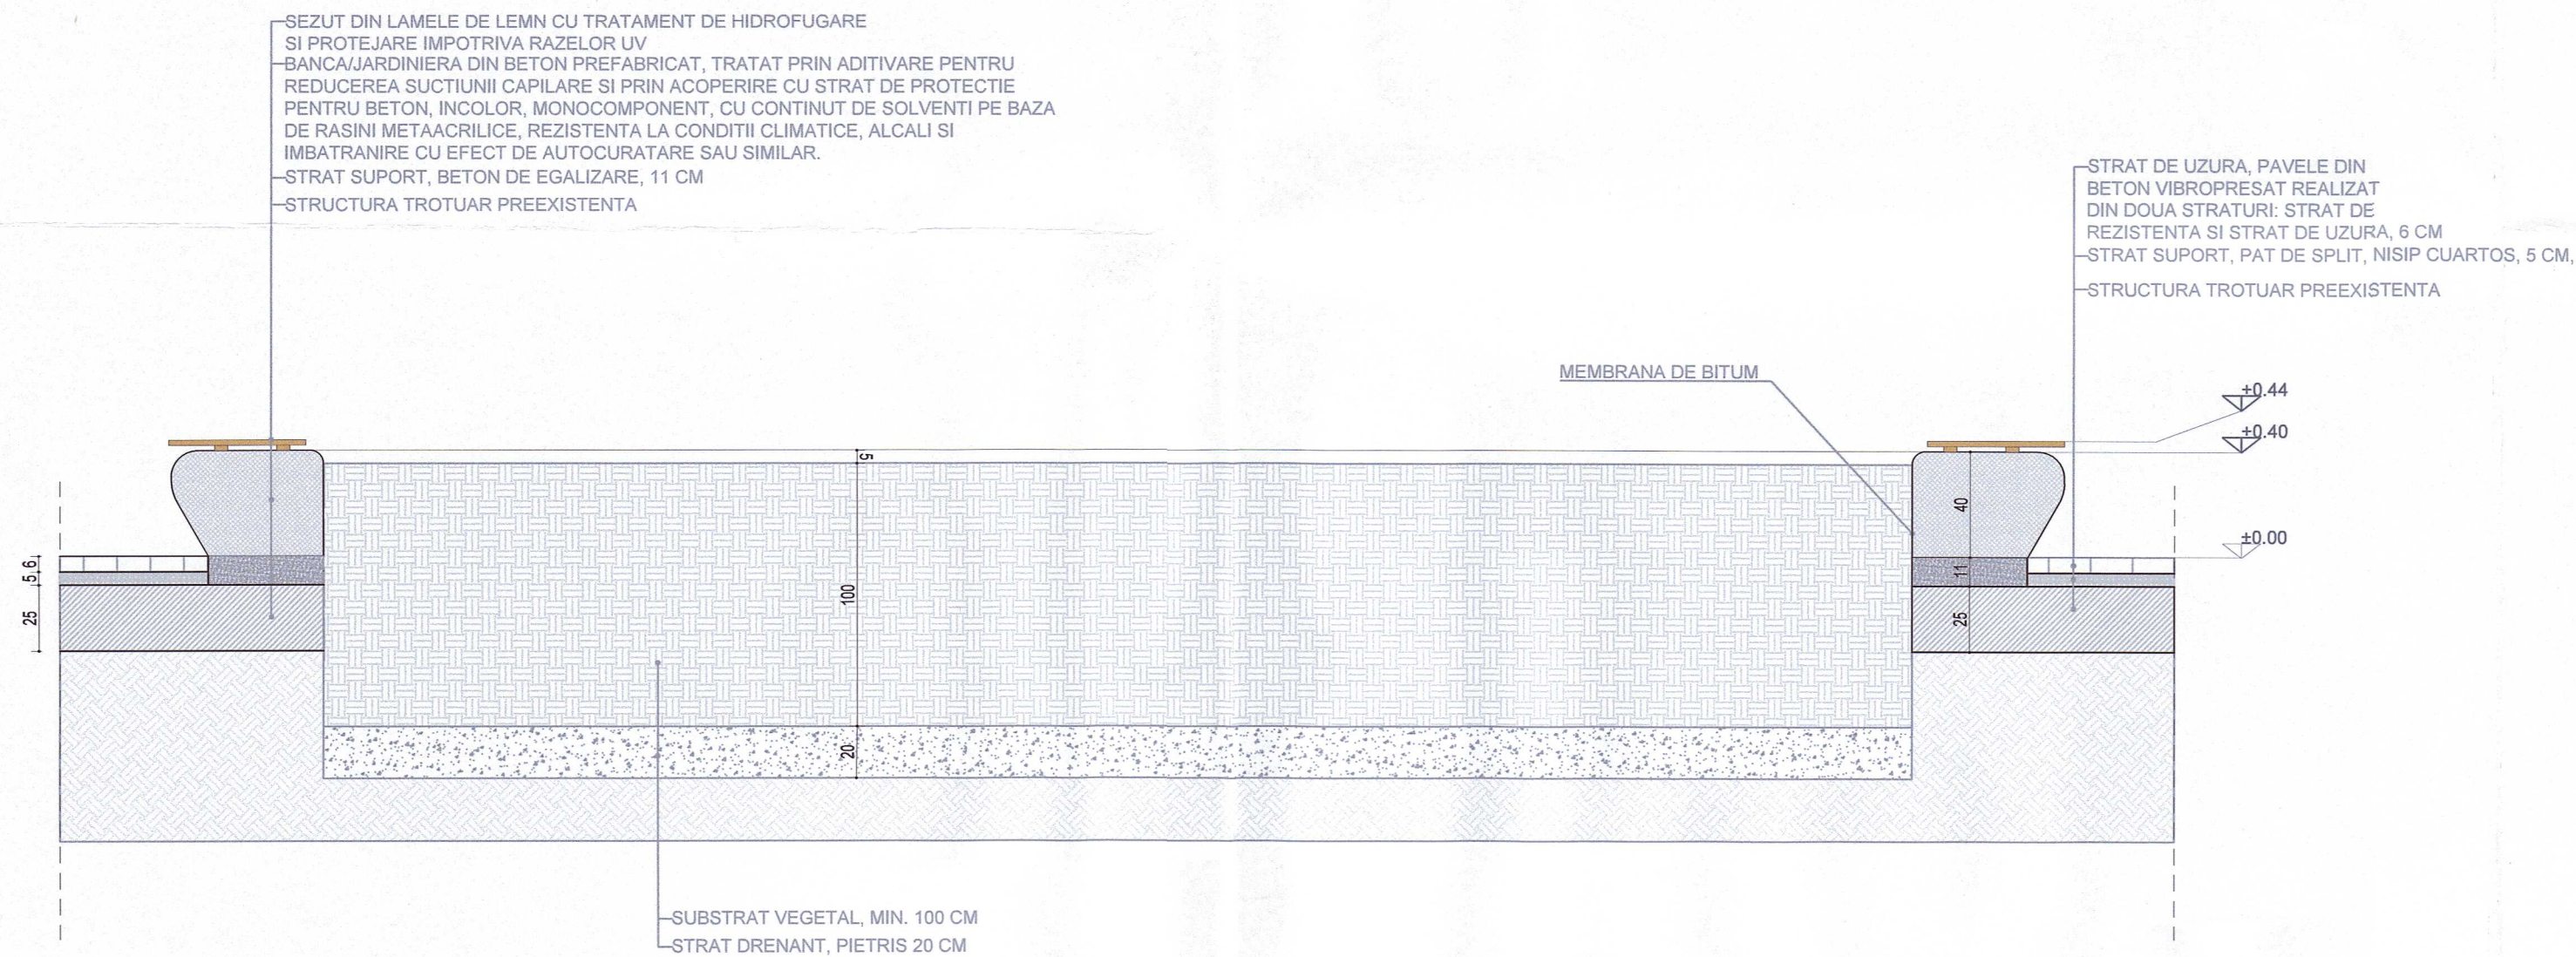 SEZUT DIN LAMELE DE LEMN CU TRATAMENT DE HIDROFUGARE
SI PROTEJARE IMPOTRIVA RAZELOR UV
BANCA/JARDINIERA DIN BETON PREFABRICAT, TRATAT PRIN ADITIVARE PENTRU
REDUCEREA SUCTIUNII CAPILARE SI PRIN ACOPERIRE CU STRAT DE PROTECTIE
PENTRU BETON, INCOLOR, MONOCOMPONENT, CU CONTINUT DE SOLVENTI PE BAZA
DE RASINI METAACRILICE, REZISTENTA LA CONDITII CLIMATICE, ALCALI SI
IMBATRANIRE CU EFECT DE AUTOCURATARE SAU SIMILAR.
STRAT SUPORT, BETON DE EGALIZARE, 11 CM
STRUCTURA TROTUAR PREEXISTENTA
STRAT DE UZURA, PAVELE DIN
BETON VIBROPRESAT REALIZAT
DIN DOUA STRATURI: STRAT DE
REZISTENTA SI STRAT DE UZURA, 6 CM
STRAT SUPORT, PAT DE SPLIT, NISIP CUARTOS, 5 CM,
STRUCTURA TROTUAR PREEXISTENTA
MEMBRANA DE BITUM
±0.44
±0.40
±0.00
5
100
20
40
11
25
6
5
25
SUBSTRAT VEGETAL, MIN. 100 CM
STRAT DRENANT, PIETRIS 20 CM